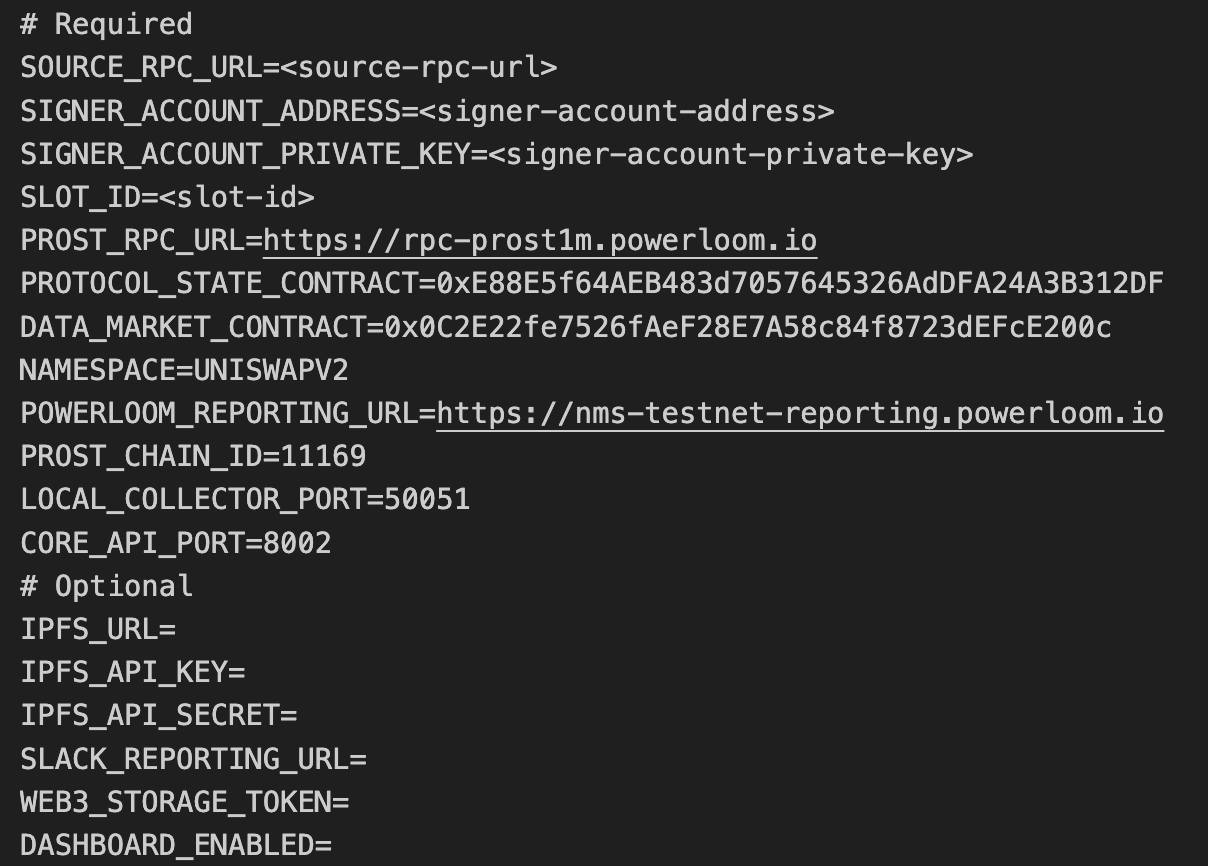 # Required
SOURCE_RPC_URL=<source-rpc-url>
SIGNER_ACCOUNT_ADDRESS=<signer-account-address>
SIGNER_ACCOUNT_PRIVATE_KEY=<signer-account-private-key>
SLOT_ID=<slot-id>
PROST_RPC_URL=https://rpc-prost1m.powerloom.io
PROTOCOL_STATE_CONTRACT=0xE88E5f64AEB483d7057645326AdDFA24A3B312DF
DATA_MARKET_CONTRACT=0x0C2E22fe7526fAeF28E7A58c84f8723dEFcE200c
NAMESPACE=UNISWAPV2
POWERLOOM_REPORTING_URL=https://nms-testnet-reporting.powerloom.io
PROST_CHAIN_ID=11169
LOCAL_COLLECTOR_PORT=50051
CORE_API_PORT=8002
# Optional
IPFS_URL=
IPFS_API_KEY=
IPFS_API_SECRET=
SLACK_REPORTING_URL=
WEB3_STORAGE_TOKEN=
DASHBOARD_ENABLED=